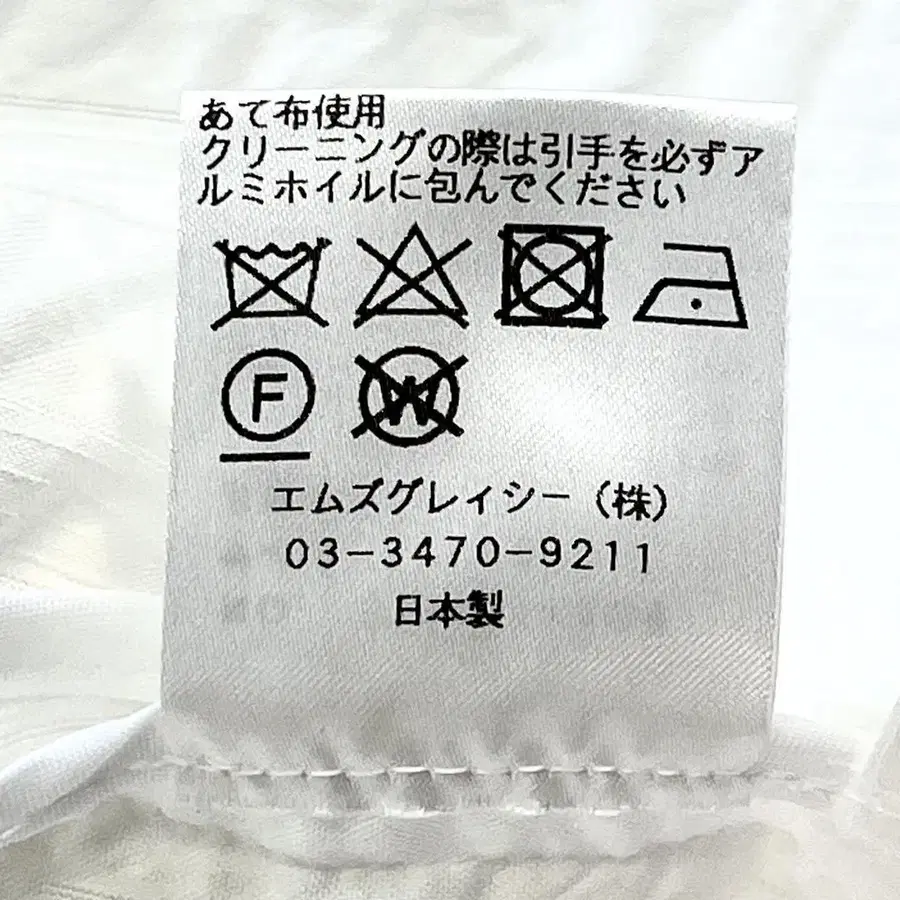 あて布使用
クリーニングの際は引手を必ずア
ルミホイルに包んでください
F W
エムズグレイシー（株）
03-3470-9211
日本製